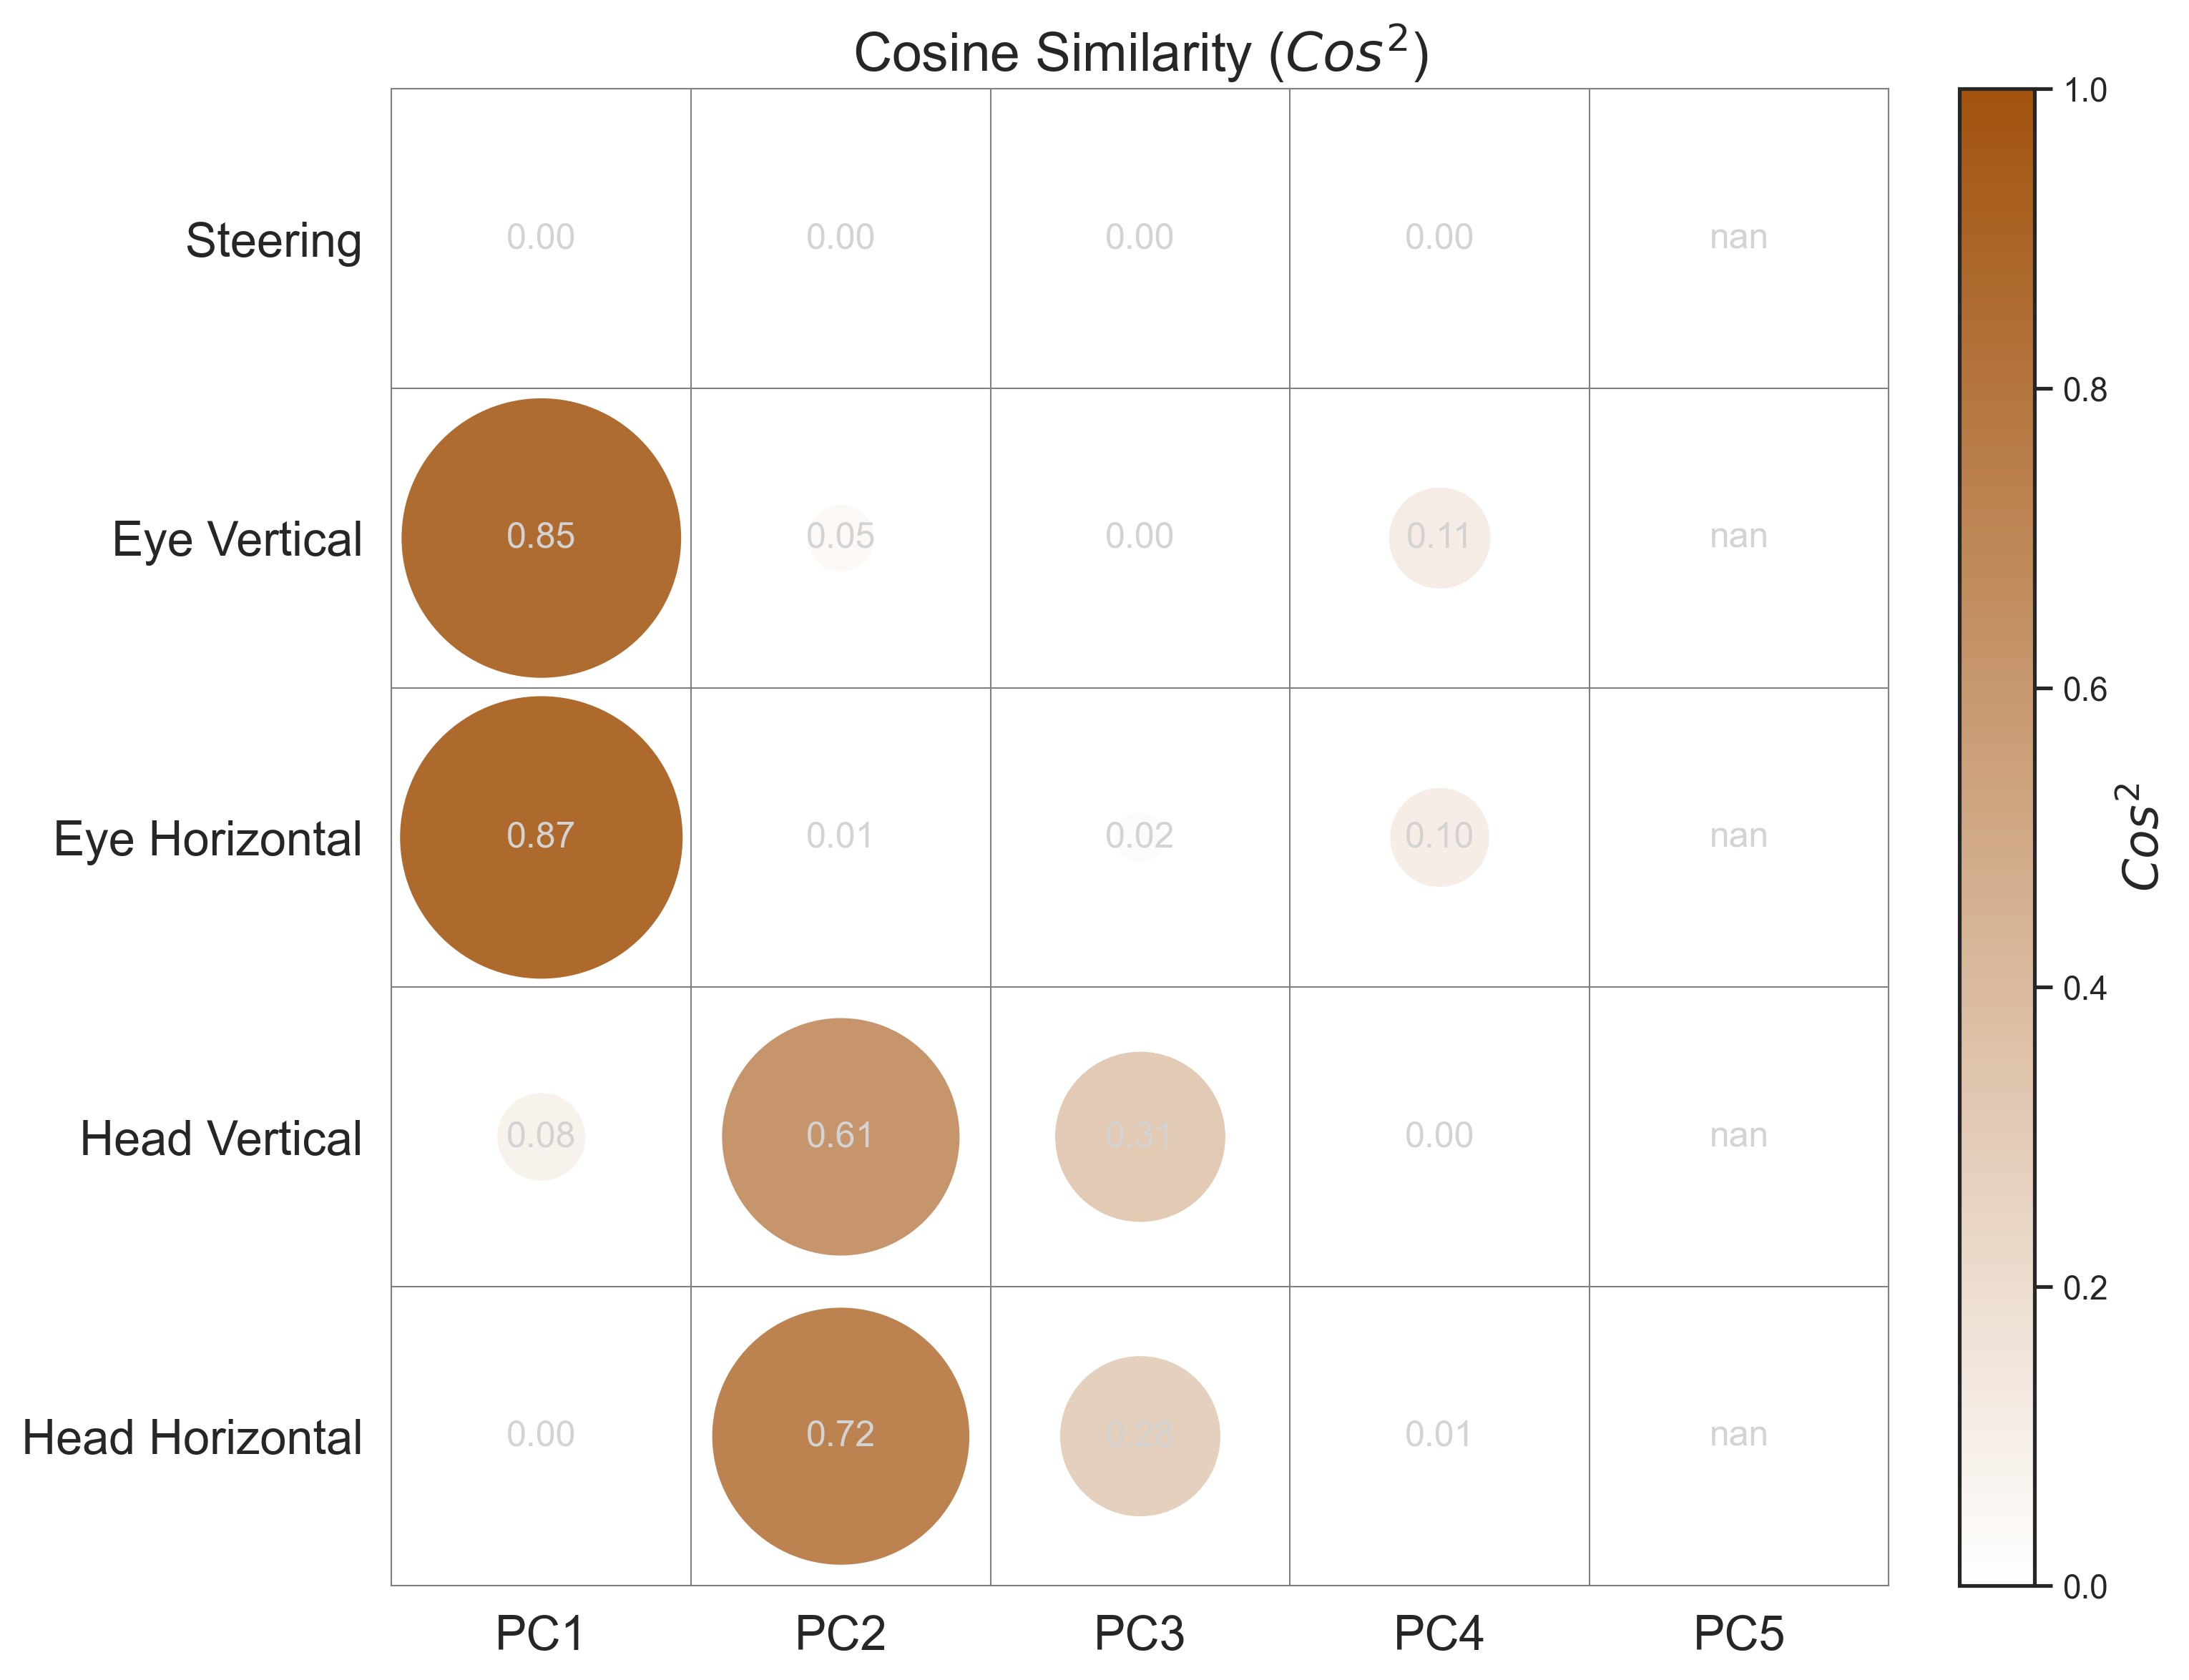 Cosine Similarity (Cos²)
Steering 0.00 0.00 0.00 0.00 nan
Eye Vertical 0.85 0.05 0.00 0.11 nan
Eye Horizontal 0.87 0.01 0.02 0.10 nan
Head Vertical 0.08 0.61 0.31 0.00 nan
Head Horizontal 0.00 0.72 0.28 0.01 nan
PC1 PC2 PC3 PC4 PC5
1.0
0.8
0.6
0.4
0.2
0.0
Cos²